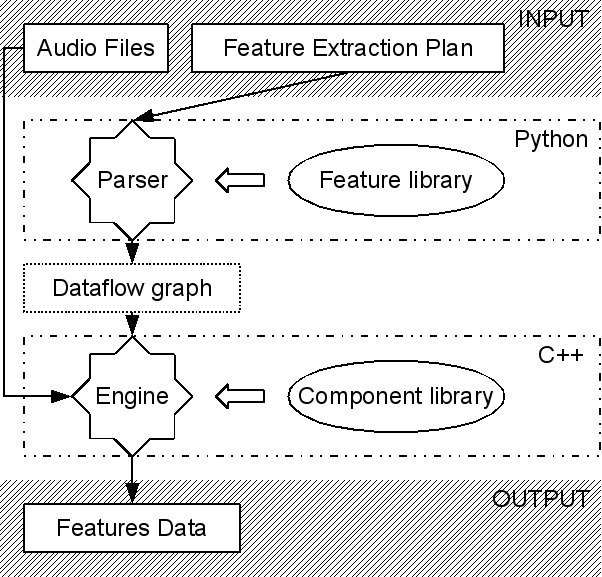 INPUT
Audio Files
Feature Extraction Plan
Python
Parser
Feature library
Dataflow graph
C++
Engine
Component library
OUTPUT
Features Data